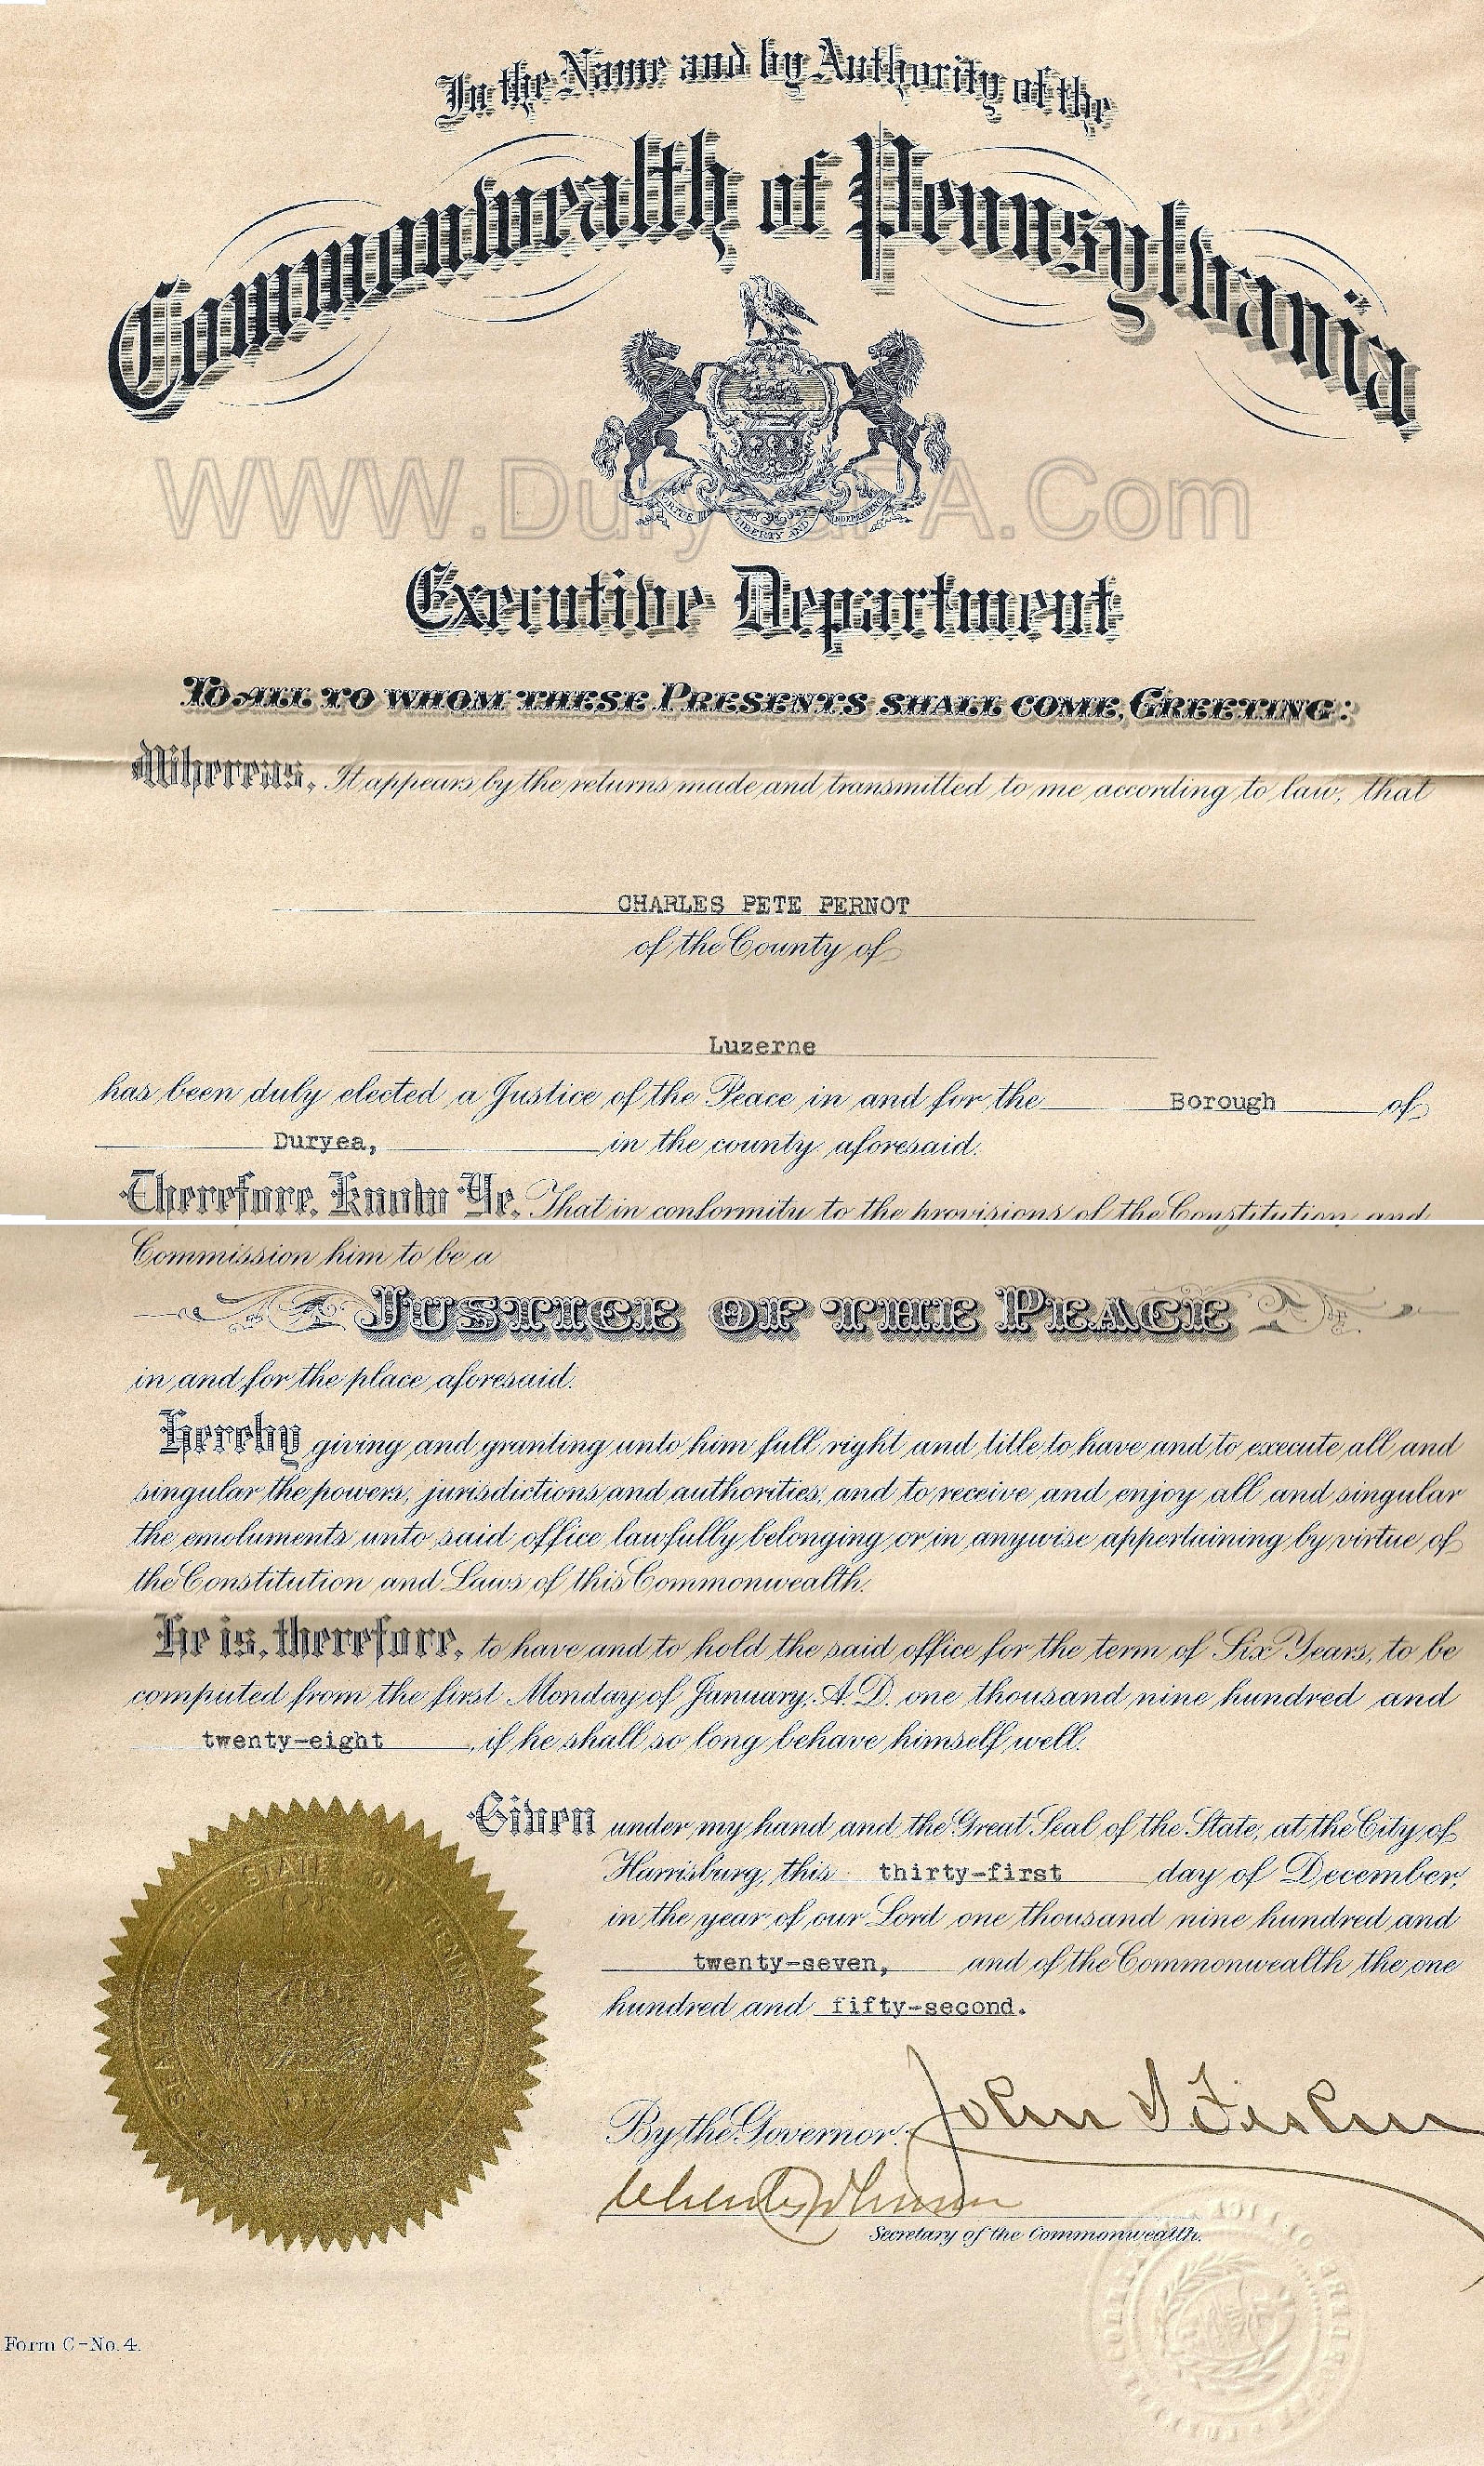 In the Name and by Authority of the
Commonwealth of Pennsylvania
WWW.DuryeaPA.Com
VIRTUE LIBERTY AND INDEPENDENCE
Executive Department
TO ALL TO WHOM THESE PRESENTS SHALL COME, GREETING:
Whereas, It appears by the returns made and transmitted to me according to law, that
CHARLES PETE PERNOT
of the County of
Luzerne
has been duly elected a Justice of the Peace in and for the Borough of
Duryea, in the county aforesaid.
Therefore, Know Ye, That in conformity to the provisions of the Constitution and
Commission him to be a
JUSTICE OF THE PEACE
in and for the place aforesaid.
Hereby giving and granting unto him full right and title to have and to execute all and
singular the powers, jurisdictions and authorities, and to receive and enjoy all and singular
the emoluments unto said office lawfully belonging or in anywise appertaining by virtue of
the Constitution and Laws of this Commonwealth.
He is, therefore, to have and to hold the said office for the term of Six Years, to be
computed from the first Monday of January, A.D. one thousand nine hundred and
twenty-eight, if he shall so long behave himself well.
Given under my hand and the Great Seal of the State, at the City of
Harrisburg, this thirty-first day of December,
in the year of our Lord one thousand nine hundred and
twenty-seven, and of the Commonwealth the one
hundred and fifty-second.
By the Governor: John S Fisher
Secretary of the Commonwealth.
SEAL STATE OF
Form C-No. 4.